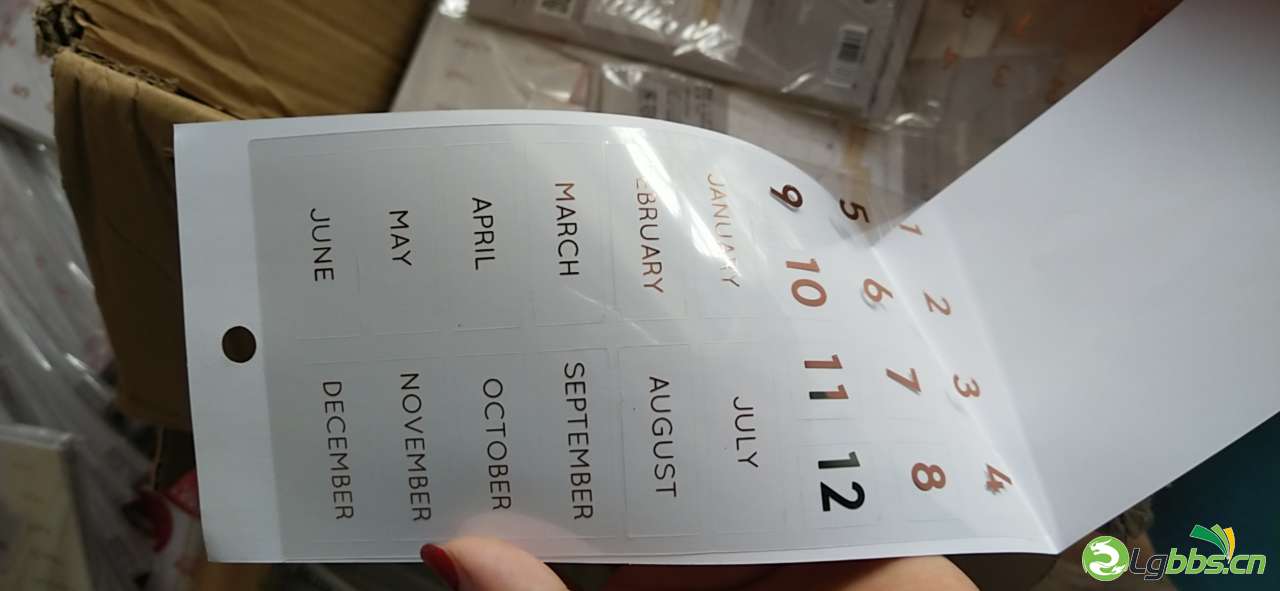 1 2 3 4
5 6 7 8
9 10 11 12
JANUARY JULY
EBRUARY AUGUST
MARCH SEPTEMBER
APRIL OCTOBER
MAY NOVEMBER
JUNE DECEMBER
Lgbbs.cn